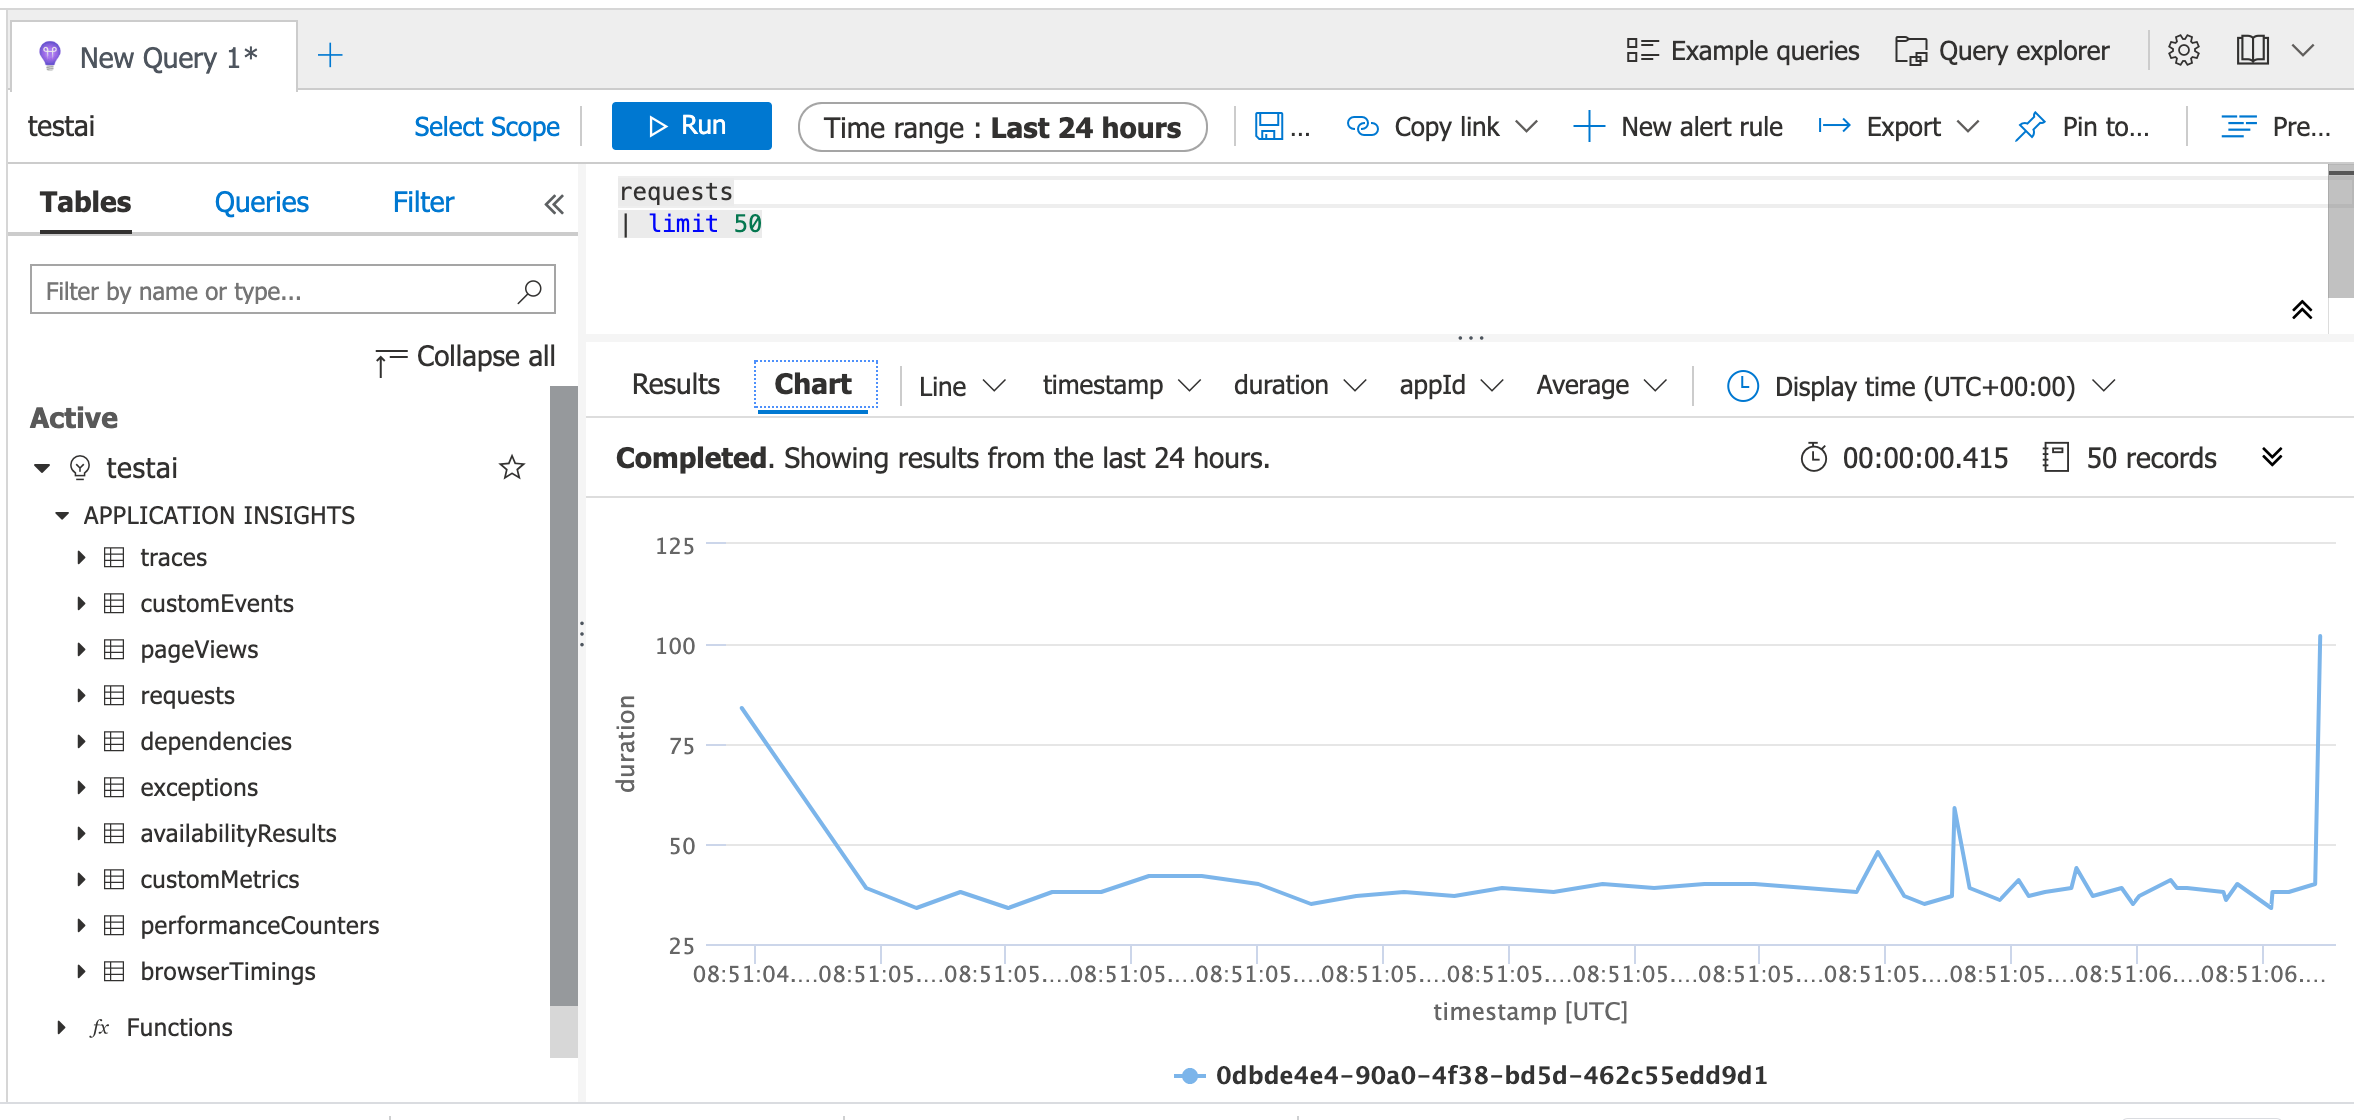 New Query 1*
Example queries
Query explorer
testai
Select Scope
Run
Time range : Last 24 hours
...
Copy link
New alert rule
Export
Pin to...
Pre...
Tables
Queries
Filter
requests
| limit 50
Filter by name or type...
Collapse all
Active
testai
APPLICATION INSIGHTS
traces
customEvents
pageViews
requests
dependencies
exceptions
availabilityResults
customMetrics
performanceCounters
browserTimings
fx Functions
Results
Chart
Line
timestamp
duration
appId
Average
Display time (UTC+00:00)
Completed. Showing results from the last 24 hours.
00:00:00.415
50 records
125
100
75
50
25
duration
08:51:04....08:51:05....08:51:05....08:51:05....08:51:05....08:51:05....08:51:05....08:51:05....08:51:05....08:51:05....08:51:05....08:51:06....08:51:06....
timestamp [UTC]
0dbde4e4-90a0-4f38-bd5d-462c55edd9d1